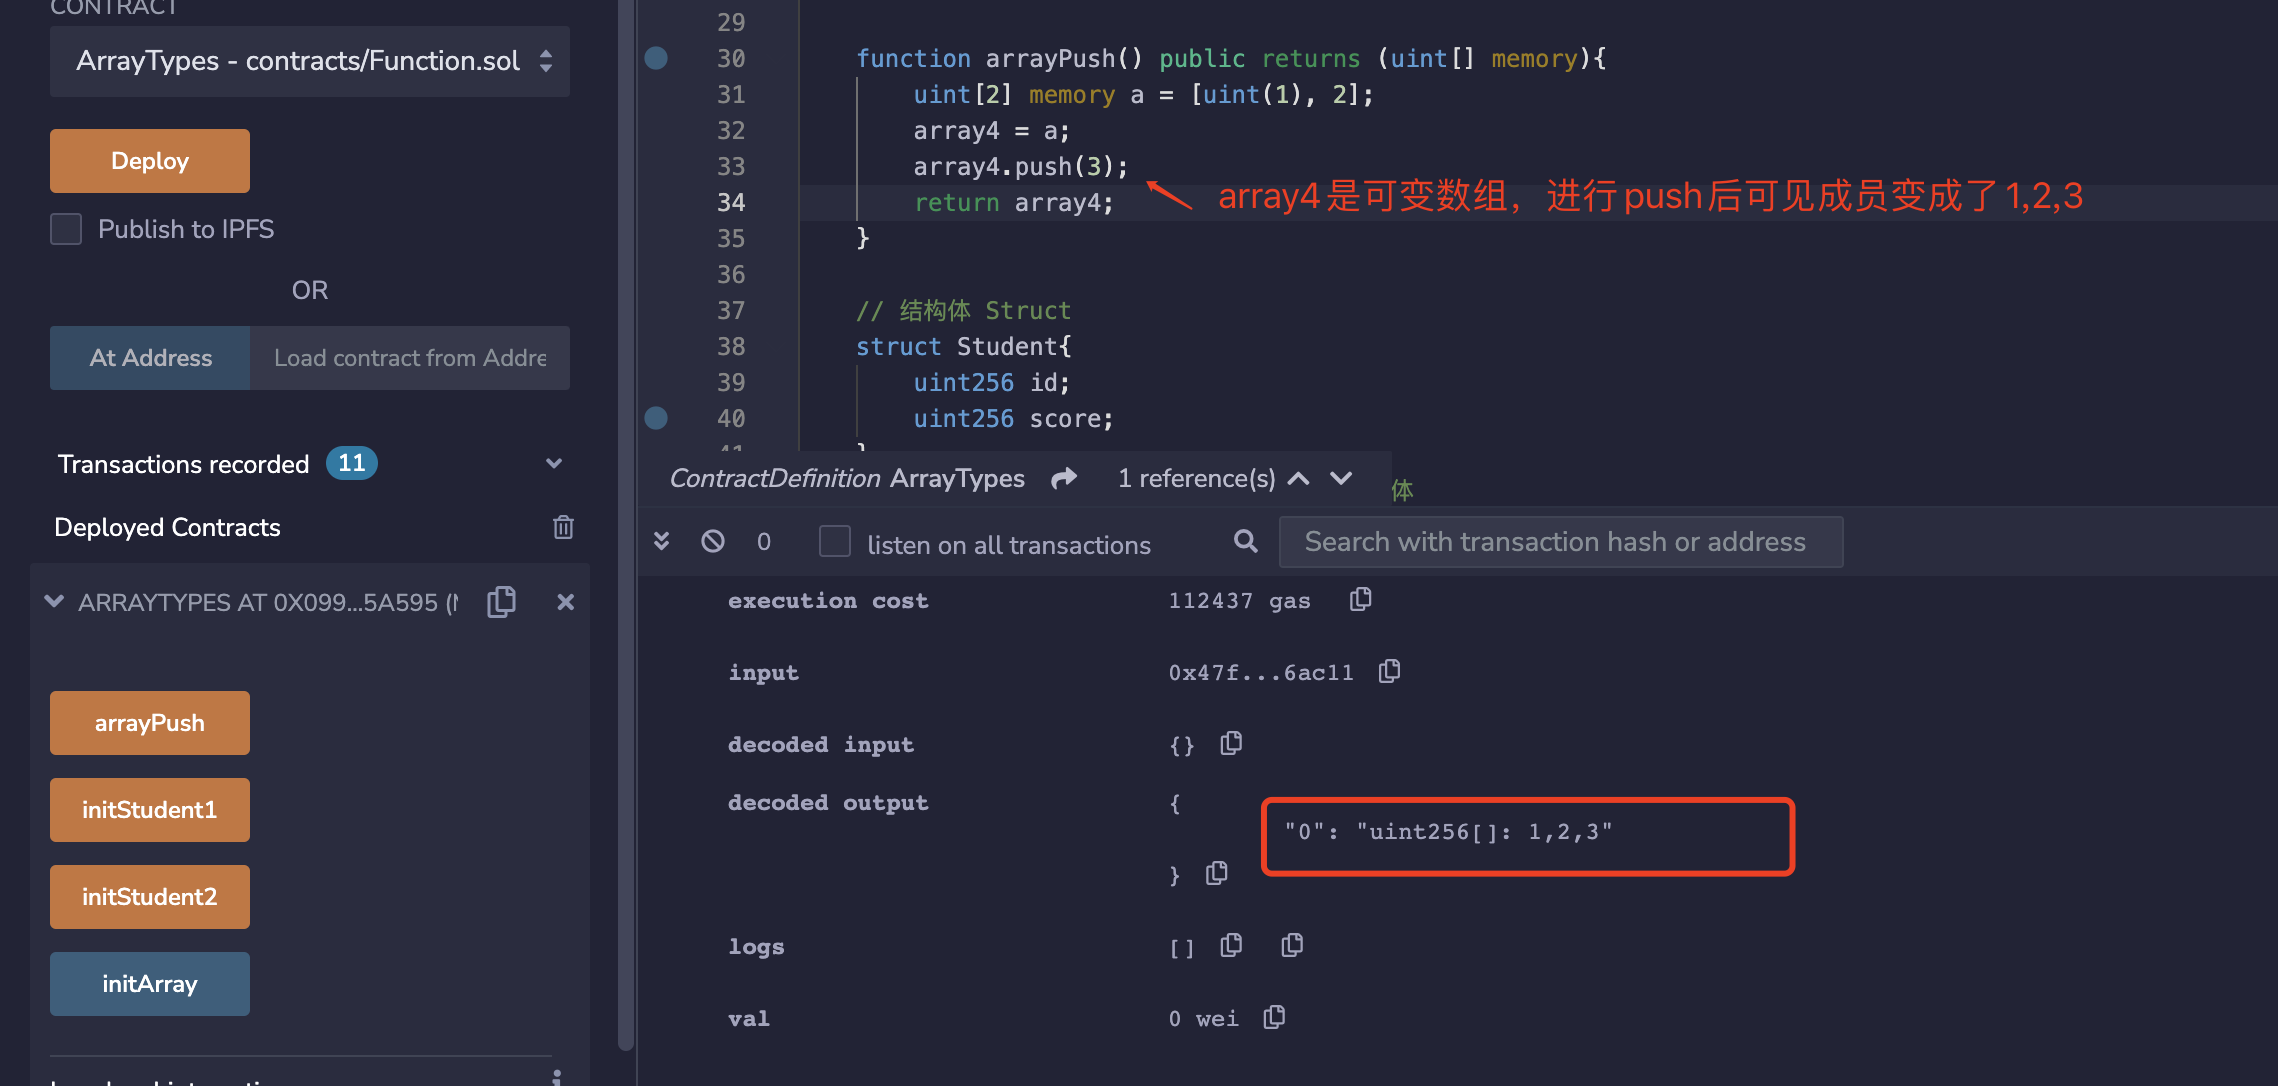 CONTRACT
ArrayTypes - contracts/Function.sol
Deploy
Publish to IPFS
OR
At Address
Load contract from Addre
Transactions recorded 11
Deployed Contracts
ARRAYTYPES AT 0X099...5A595 (
arrayPush
initStudent1
initStudent2
initArray
29
30 function arrayPush() public returns (uint[] memory){
31 uint[2] memory a = [uint(1), 2];
32 array4 = a;
33 array4.push(3);
34 return array4;
array4是可变数组，进行push后可见成员变成了1,2,3
35 }
36
37 // 结构体 Struct
38 struct Student{
39 uint256 id;
40 uint256 score;
41 }
体
ContractDefinition ArrayTypes 1 reference(s)
0 listen on all transactions Search with transaction hash or address
execution cost 112437 gas
input 0x47f...6ac11
decoded input {}
decoded output {
"0": "uint256[]: 1,2,3"
}
logs []
val 0 wei